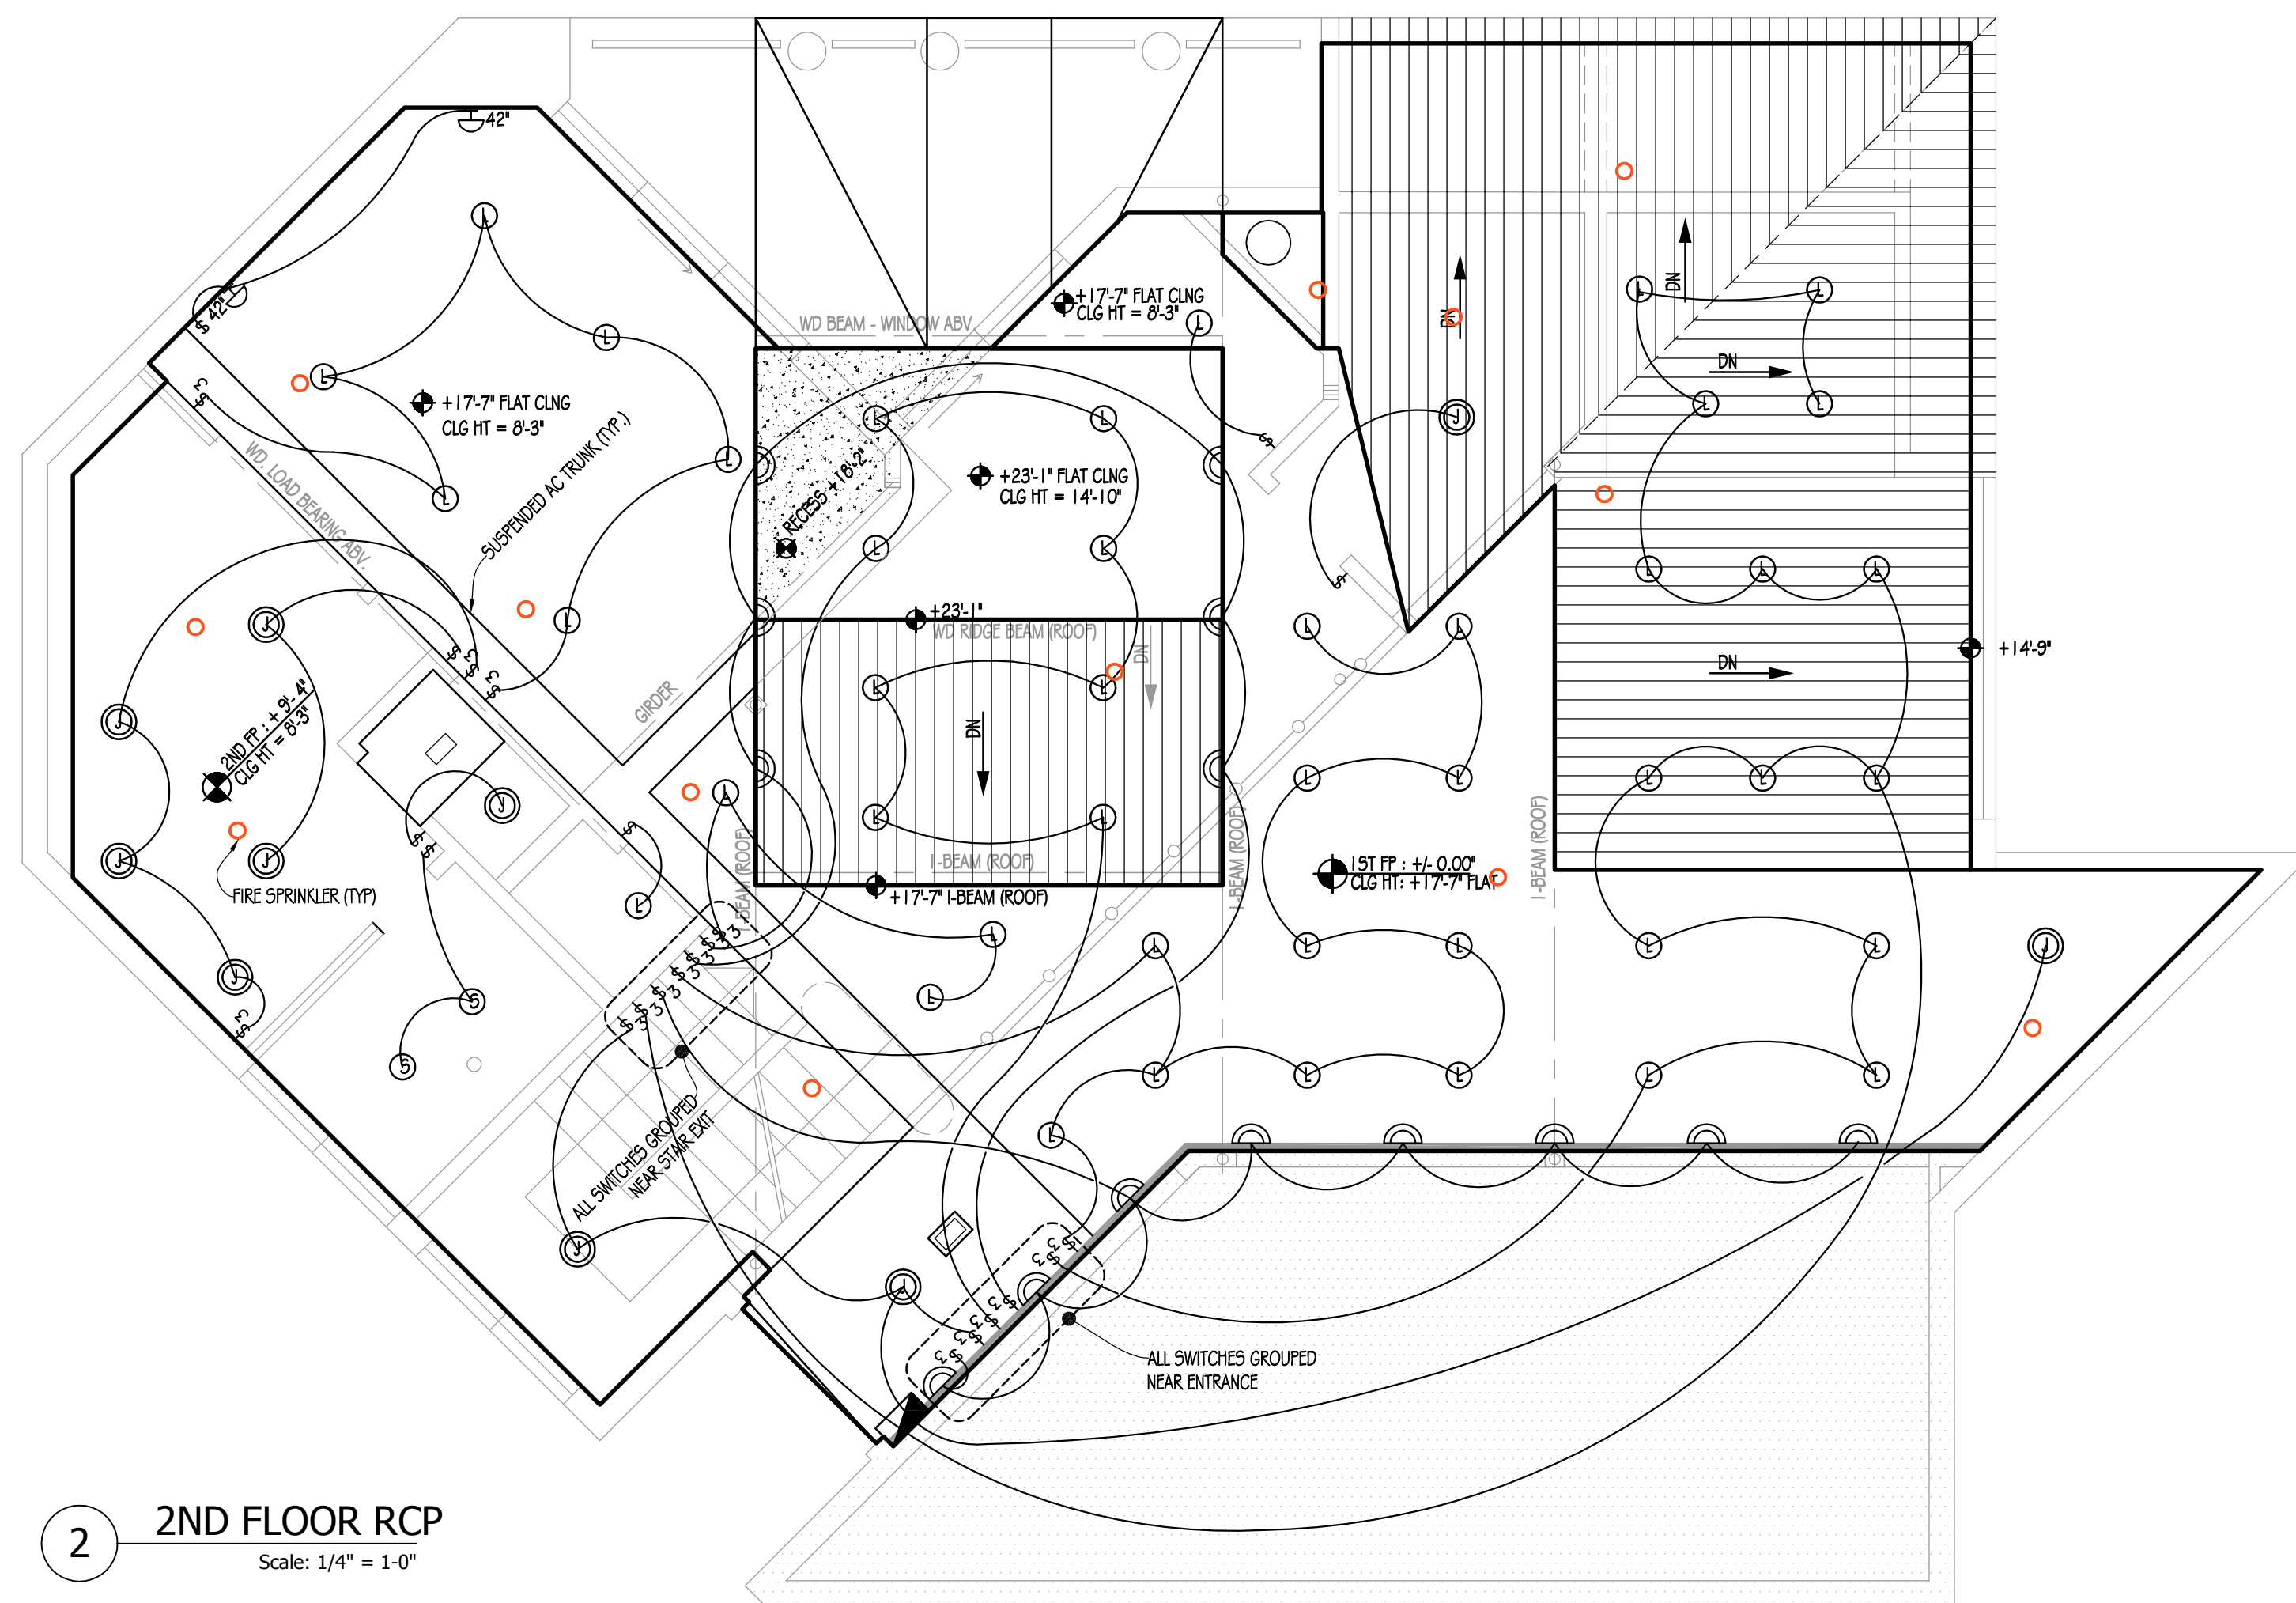 42"
$ 42"
+17'-7" FLAT CLNG
CLG HT = 8'-3"
WD BEAM - WINDOW ABV.
+17'-7" FLAT CLNG
CLG HT = 8'-3"
DN
DN
DN
WD. LOAD BEARING ABV.
SUSPENDED AC TRUNK (TYP.)
RECESS +18'-2"
+23'-1" FLAT CLNG
CLG HT = 14'-10"
+23'-1"
WD RIDGE BEAM (ROOF)
DN
DN
DN
+14'-9"
GIRDER
2ND FP : + 9'- 4"
CLG HT = 8'-3"
FIRE SPRINKLER (TYP)
I-BEAM (ROOF)
I-BEAM (ROOF)
+17'-7" I-BEAM (ROOF)
I-BEAM (ROOF)
I-BEAM (ROOF)
1ST FP : +/- 0.00"
CLG HT: +17'-7" FLAT
ALL SWITCHES GROUPED
NEAR STAIR EXIT
ALL SWITCHES GROUPED
NEAR ENTRANCE
2
2ND FLOOR RCP
Scale: 1/4" = 1-0"